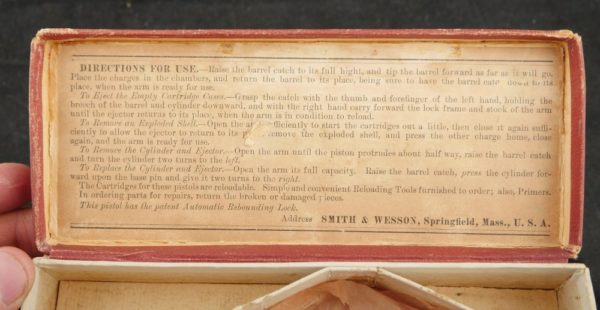 DIRECTIONS FOR USE.—Raise the barrel catch to its full hight, and tip the barrel forward as far as it will go.
Place the charges in the chambers, and return the barrel to its place, being sure to have the barrel catch down to its
place, when the arm is ready for use.
To Eject the Empty Cartridge Cases.—Grasp the catch with the thumb and forefinger of the left hand, holding the
breech of the barrel and cylinder downward, and with the right hand carry forward the lock frame and stock of the arm
until the ejector returns to its place, when the arm is in condition to reload.
To Remove an Exploded Shell.—Open the arm sufficiently to start the cartridges out a little, then close it again suffi-
ciently to allow the ejector to return to its remove the exploded shell, and press the other charge home, close
again, and the arm is ready for use.
To Remove the Cylinder and Ejector.—Open the arm until the piston protrudes about half way, raise the barrel catch
and turn the cylinder two turns to the left.
To Replace the Cylinder and Ejector.—Open the arm its full capacity. Raise the barrel catch, press the cylinder for-
ward upon the base pin and give it two turns to the right.
The Cartridges for these pistols are reloadable. Simple and convenient Reloading Tools furnished to order; also, Primers.
In ordering parts for repairs, return the broken or damaged pieces.
This pistol has the patent Automatic Rebounding Lock.
Address SMITH & WESSON, Springfield, Mass., U. S. A.